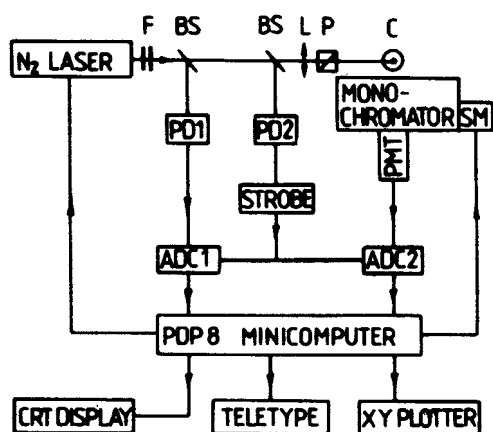 F BS BS L P C
N₂ LASER
MONO-
CHROMATOR SM
PD1 PD2
PMT
STROBE
ADC1 ADC2
PDP 8 MINICOMPUTER
CRT DISPLAY TELETYPE XY PLOTTER